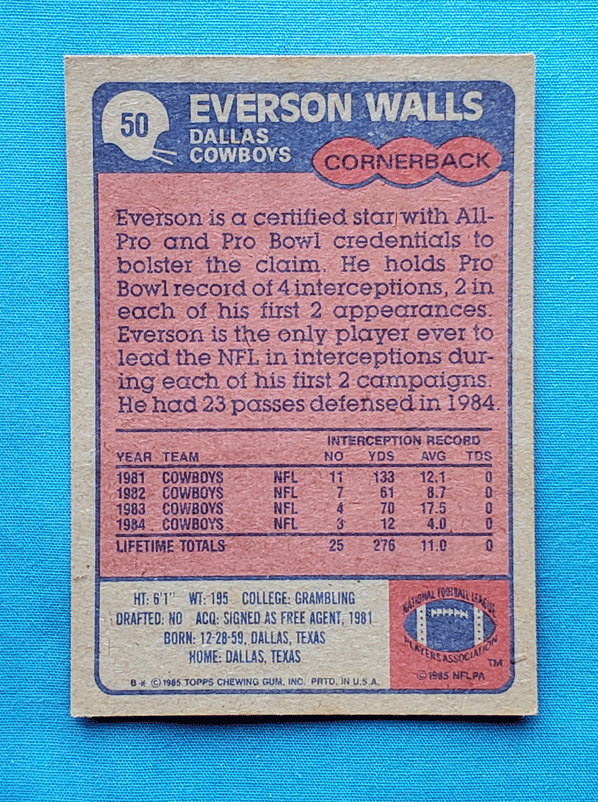 50
EVERSON WALLS
DALLAS
COWBOYS
CORNERBACK
Everson is a certified star with All-
Pro and Pro Bowl credentials to
bolster the claim. He holds Pro
Bowl record of 4 interceptions, 2 in
each of his first 2 appearances.
Everson is the only player ever to
lead the NFL in interceptions dur-
ing each of his first 2 campaigns.
He had 23 passes defensed in 1984.
INTERCEPTION RECORD
YEAR TEAM NO YDS AVG TDS
1981 COWBOYS NFL 11 133 12.1 0
1982 COWBOYS NFL 7 61 8.7 0
1983 COWBOYS NFL 4 70 17.5 0
1984 COWBOYS NFL 3 12 4.0 0
LIFETIME TOTALS 25 276 11.0 0
HT: 6'1" WT: 195 COLLEGE: GRAMBLING
DRAFTED: NO ACQ: SIGNED AS FREE AGENT, 1981
BORN: 12-28-59, DALLAS, TEXAS
HOME: DALLAS, TEXAS
B * © 1985 TOPPS CHEWING GUM, INC. PRTD. IN U.S.A.
NATIONAL FOOTBALL LEAGUE
PLAYERS ASSOCIATION
TM
© 1985 NFLPA